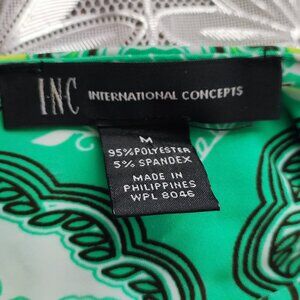 INC INTERNATIONAL CONCEPTS
M
95% POLYESTER
5% SPANDEX
MADE IN
PHILIPPINES
WPL 8046